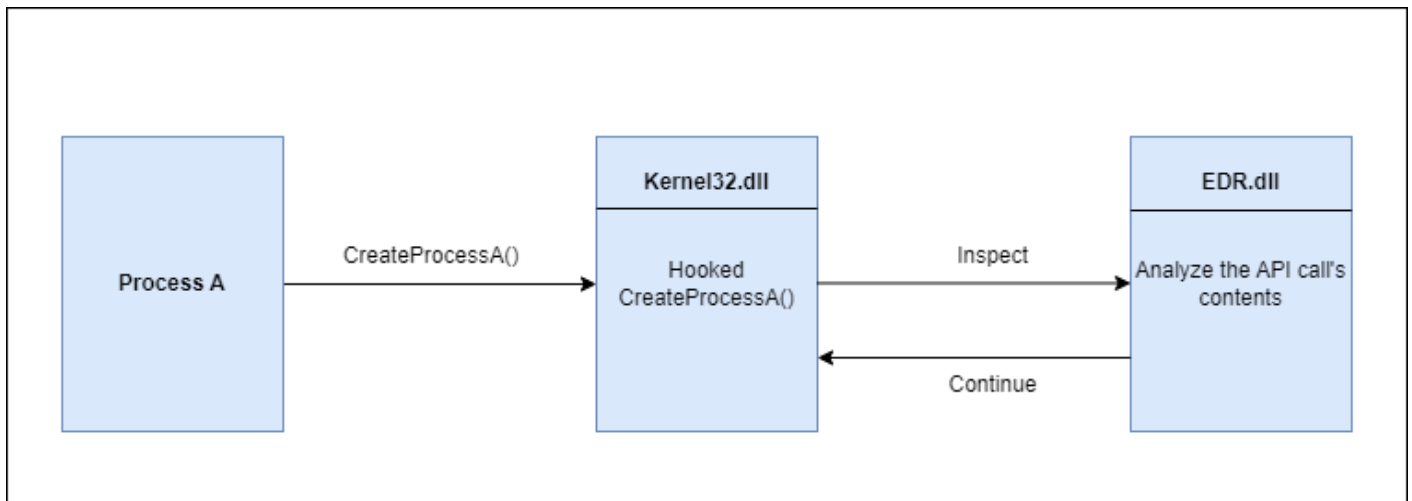 Process A
CreateProcessA()
Kernel32.dll
Hooked
CreateProcessA()
Inspect
Continue
EDR.dll
Analyze the API call's
contents